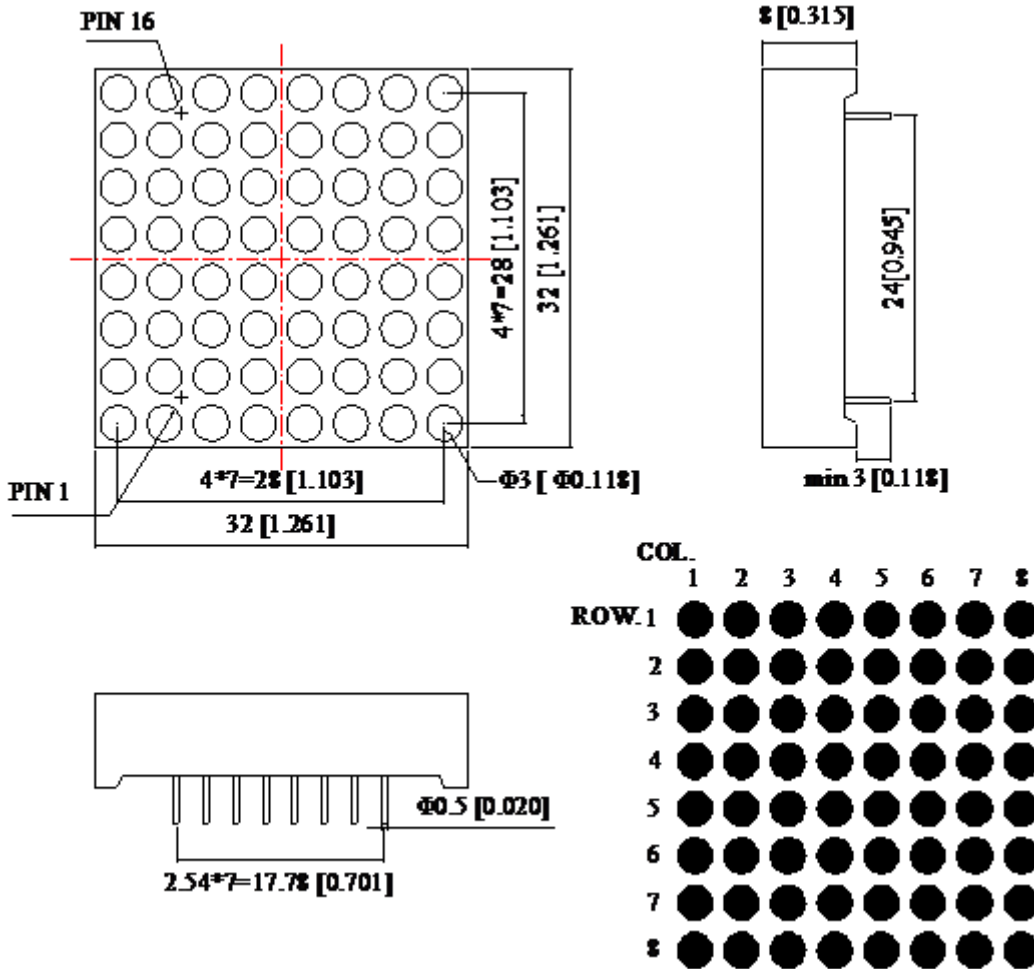 PIN 16
8 [0.315]
4*7=28 [1.103]
32 [1.261]
24[0.945]
PIN 1
4*7=28 [1.103]
Φ3 [ Φ0.118]
min 3 [0.118]
32 [1.261]
COL.
1 2 3 4 5 6 7 8
ROW. 1
2
3
4
5
6
7
8
Φ0.5 [0.020]
2.54*7=17.78 [0.701]